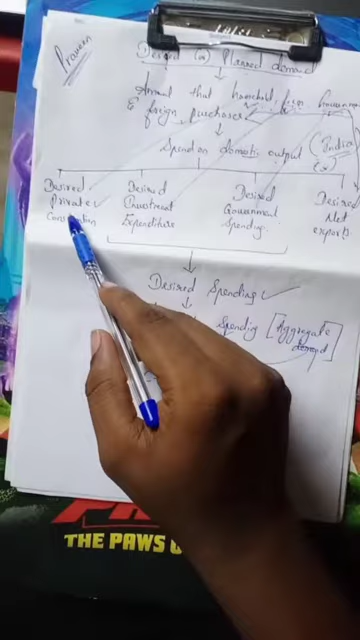 Praveen
Desired (or) Planned demand
Amount that household, firm, Governm
& foreign, purchases
Spend on domestic output
(India
Desired Private Consumption
Desired Investment Expenditure
Desired Government Spending
Desired Net exports
Desired Spending
Spending [Aggregate demand]
THE PAWS O